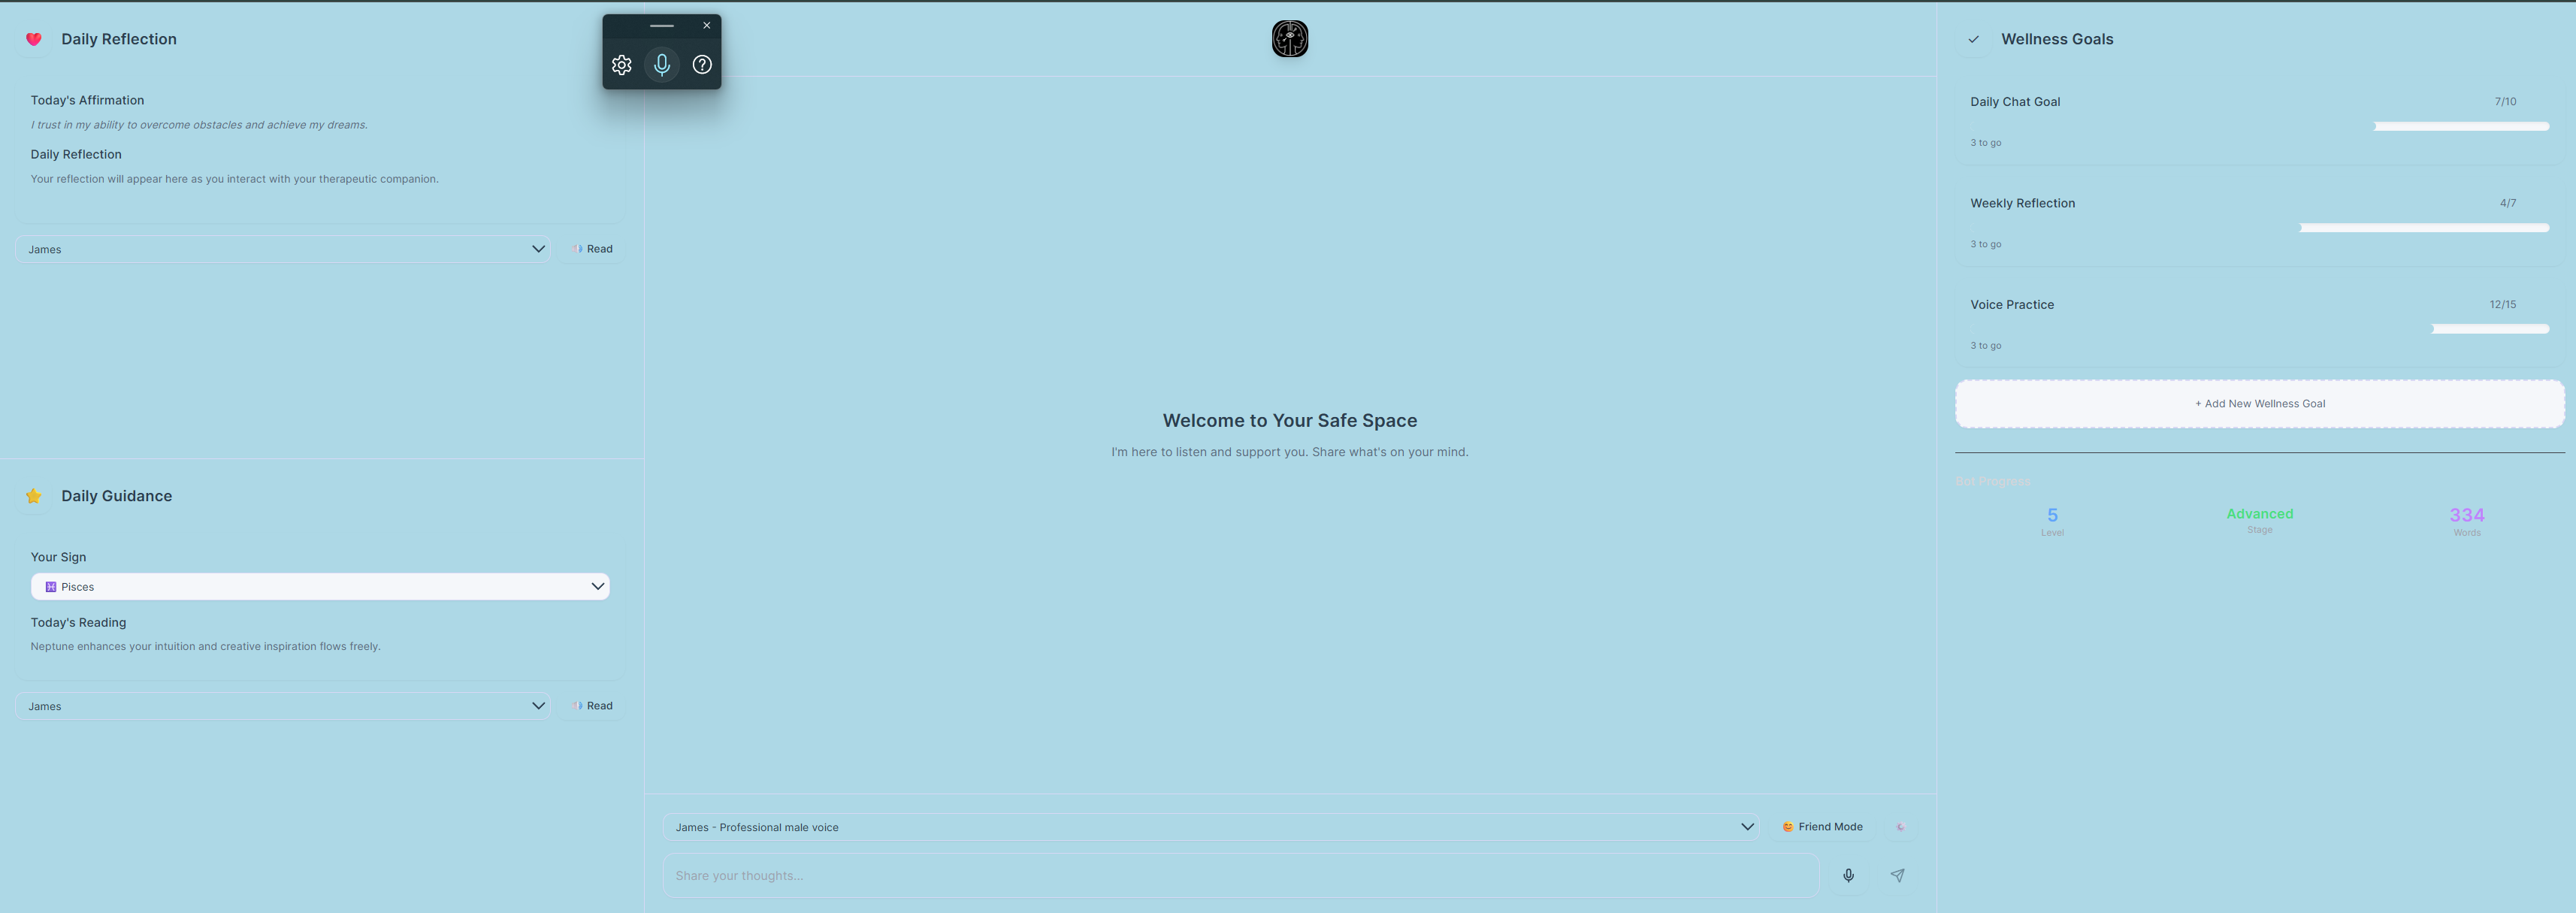 Daily Reflection
Today's Affirmation
I trust in my ability to overcome obstacles and achieve my dreams.
Daily Reflection
Your reflection will appear here as you interact with your therapeutic companion.
James
Read
Daily Guidance
Your Sign
♓ Pisces
Today's Reading
Neptune enhances your intuition and creative inspiration flows freely.
James
Read
Welcome to Your Safe Space
I'm here to listen and support you. Share what's on your mind.
James - Professional male voice
Friend Mode
Share your thoughts...
Wellness Goals
Daily Chat Goal
7/10
3 to go
Weekly Reflection
4/7
3 to go
Voice Practice
12/15
3 to go
+ Add New Wellness Goal
Bot Progress
5
Level
Advanced
Stage
334
Words